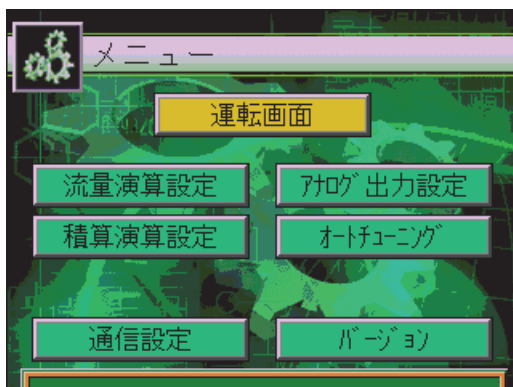 メニュー
運転画面
流量演算設定 ｱﾅﾛｸﾞ出力設定
積算演算設定 ｵｰﾄﾁｭｰﾆﾝｸﾞ
通信設定 ﾊﾞｰｼﾞｮﾝ